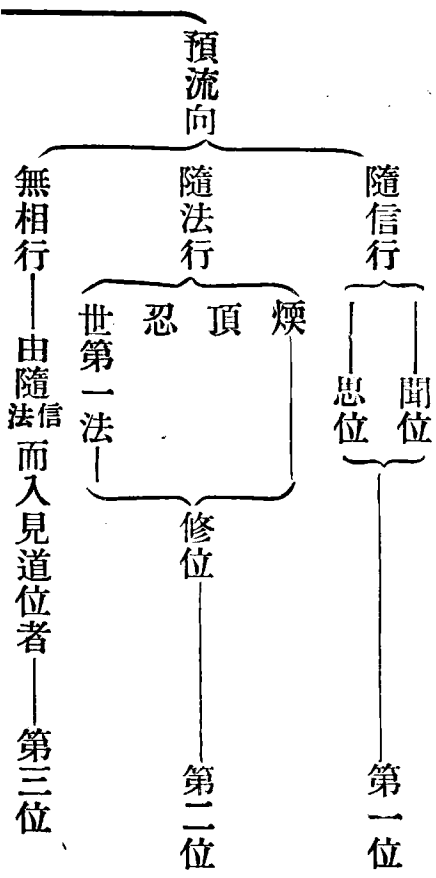 預流向
隨信行
聞位
思位
第一位
隨法行
煖
頂
忍
世第一法
修位
第二位
無相行
由隨信法而入見道位者
第三位